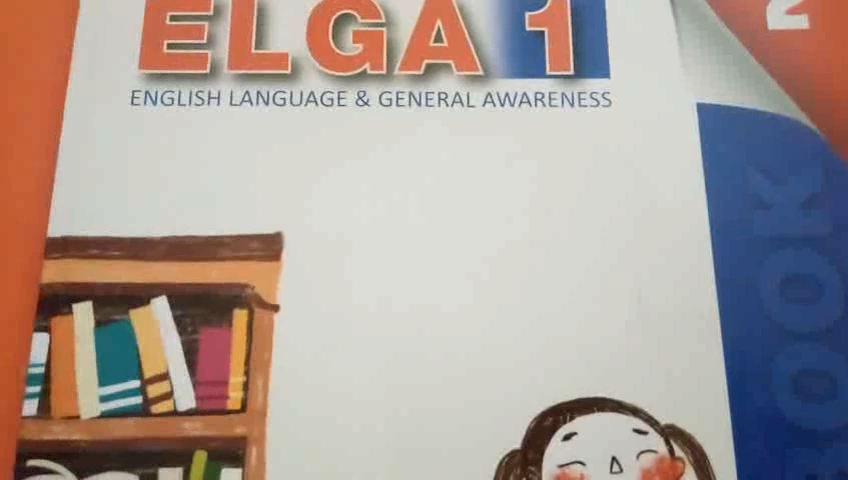 ELGA 1
2
ENGLISH LANGUAGE & GENERAL AWARENESS
BOOK